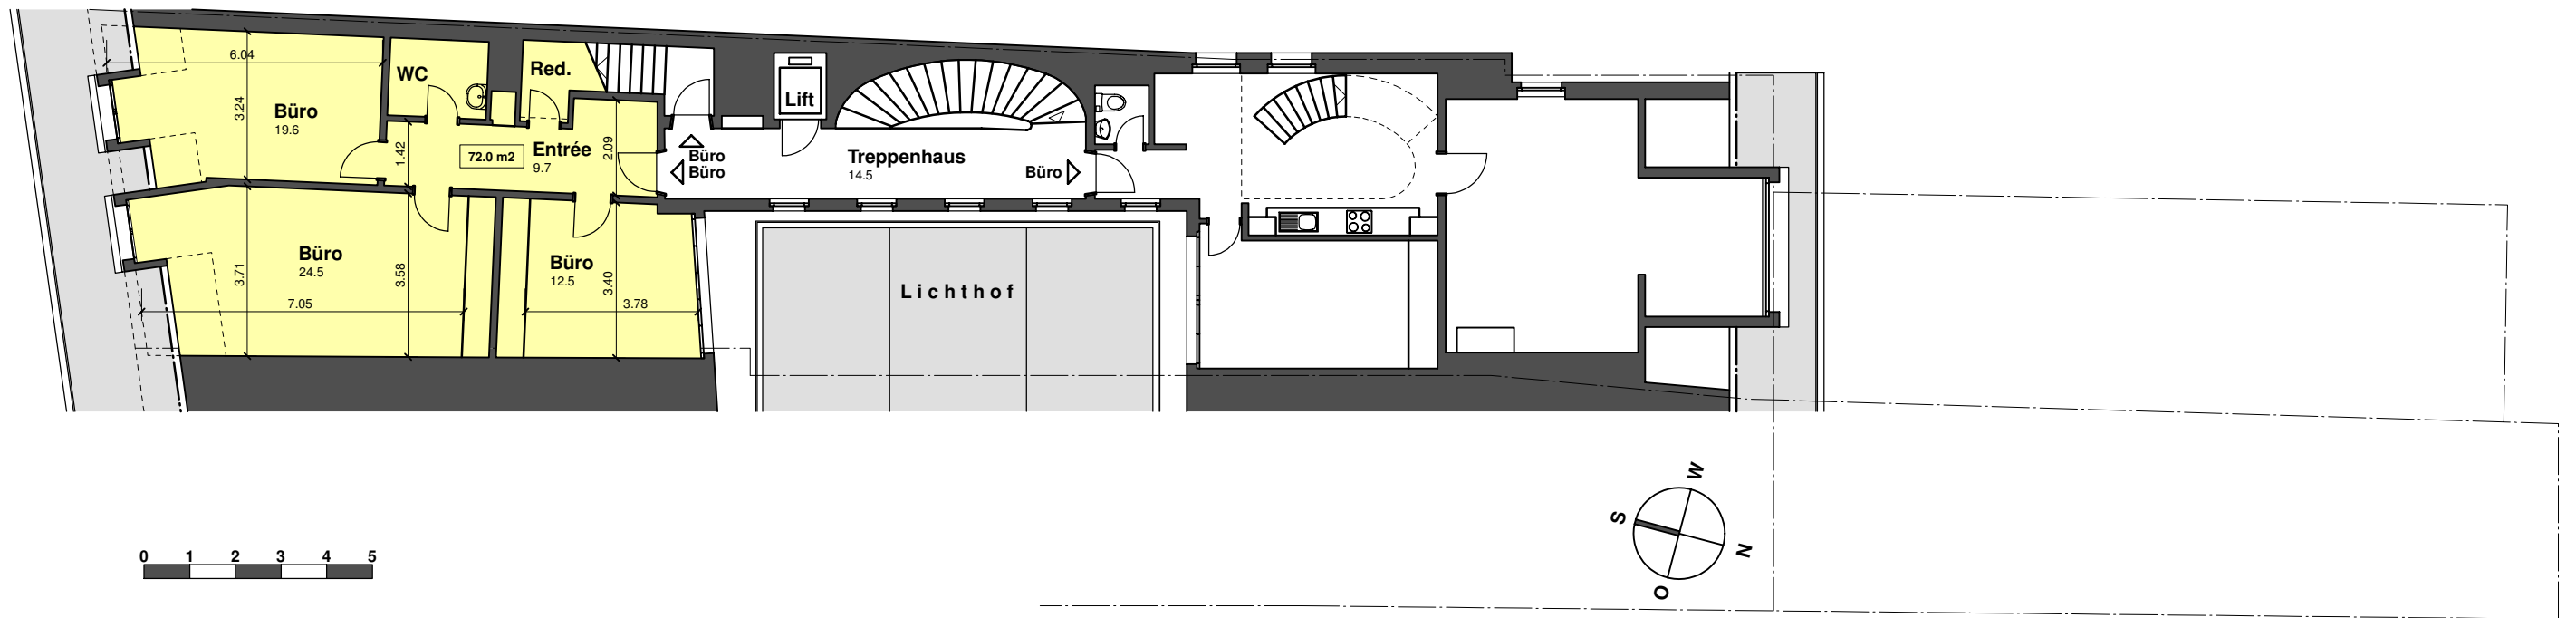 6.04
3.24
Büro
19.6
WC
Red.
Lift
1.42
72.0 m2
Entrée
9.7
2.09
Büro
Büro
Treppenhaus
14.5
Büro
3.71
Büro
24.5
7.05
3.58
Büro
12.5
3.40
3.78
Lichthof
0 1 2 3 4 5
S
W
N
O